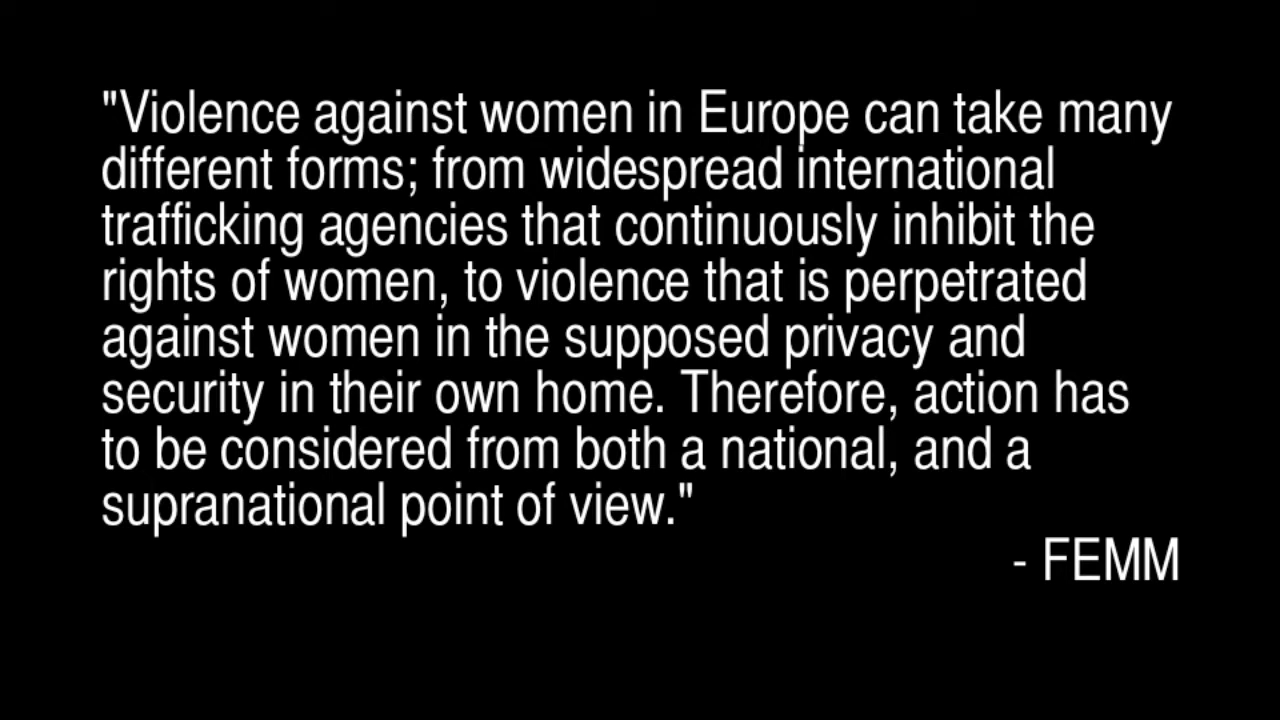 "Violence against women in Europe can take many
different forms; from widespread international
trafficking agencies that continuously inhibit the
rights of women, to violence that is perpetrated
against women in the supposed privacy and
security in their own home. Therefore, action has
to be considered from both a national, and a
supranational point of view."
- FEMM